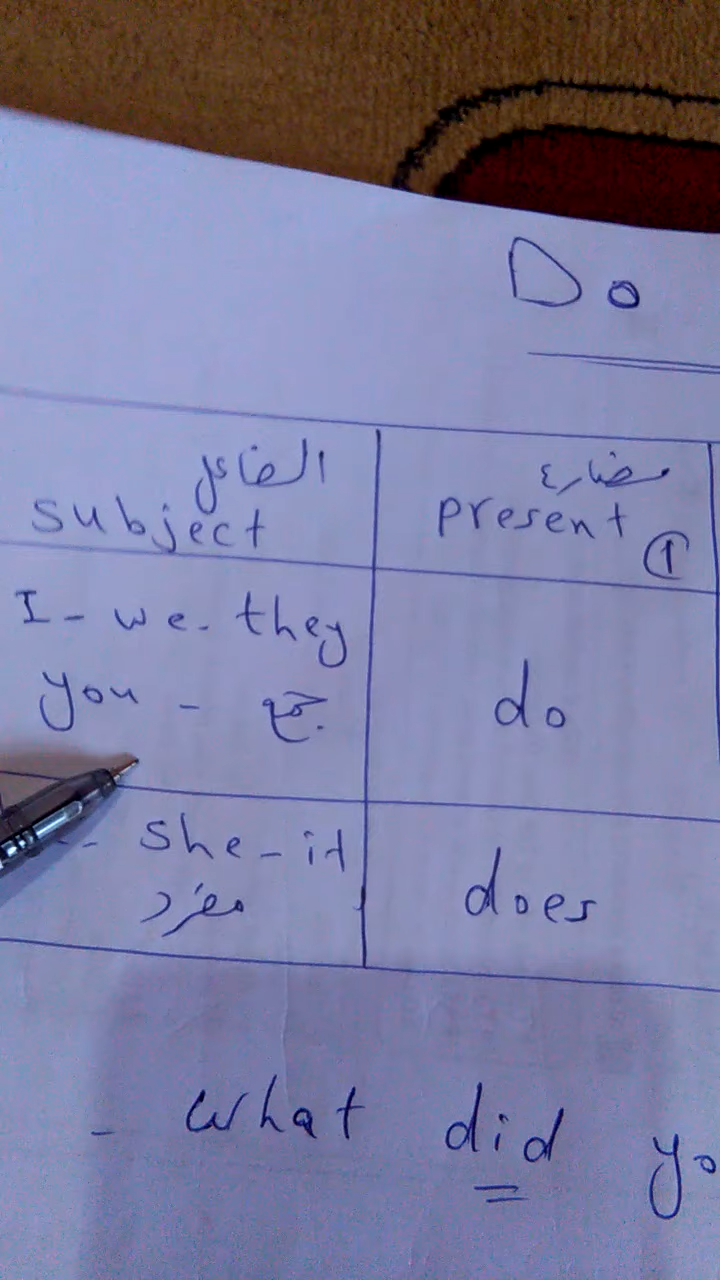 Do
الفاعل
subject
مضارع
present ①
I - we - they
you - جمع
do
-- she - it
مفرد
does
- what did yo